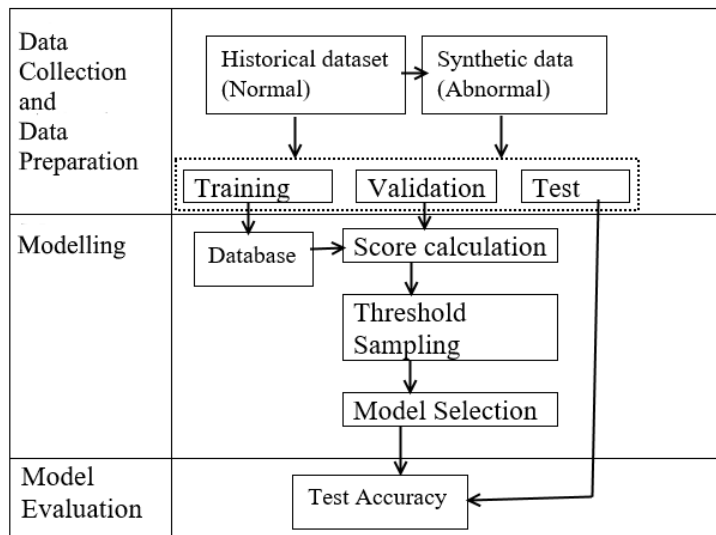 Data
Collection
and
Data
Preparation
Historical dataset
(Normal)
Synthetic data
(Abnormal)
Training
Validation
Test
Modelling
Database
Score calculation
Threshold
Sampling
Model Selection
Model
Evaluation
Test Accuracy